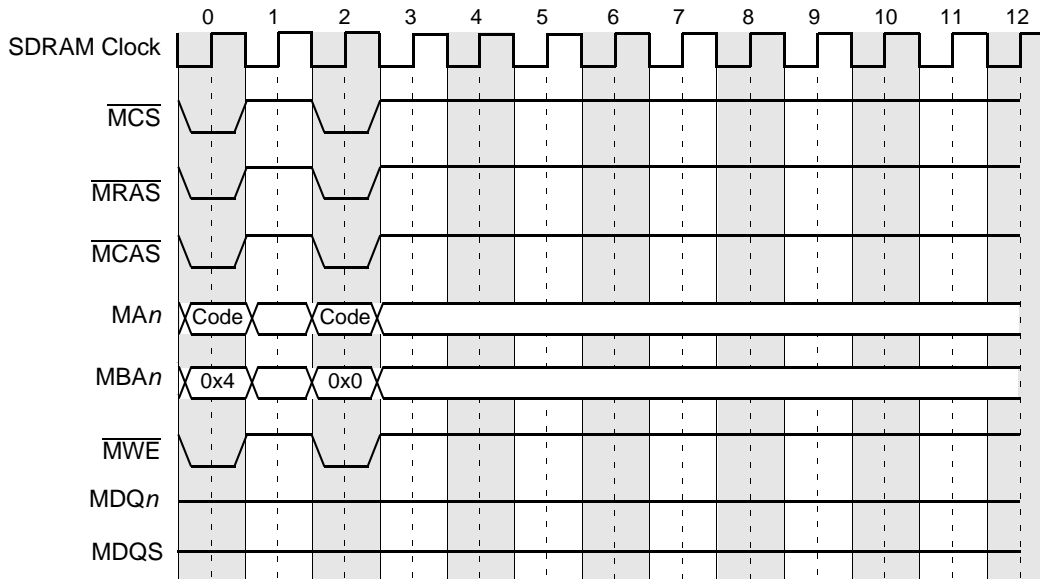 0 1 2 3 4 5 6 7 8 9 10 11 12
SDRAM Clock
MCS
MRAS
MCAS
MAn Code Code
MBAn 0x4 0x0
MWE
MDQn
MDQS